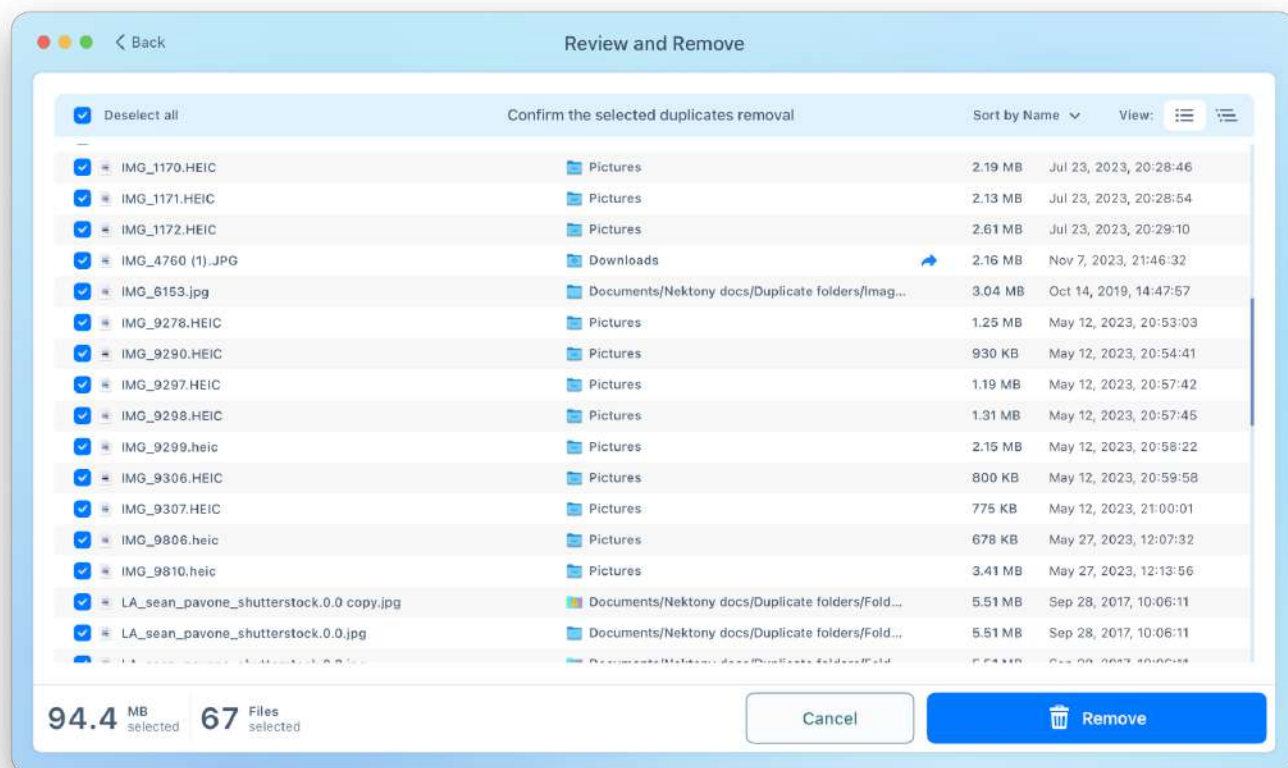 Back Review and Remove
Deselect all Confirm the selected duplicates removal Sort by Name View:
IMG_1170.HEIC Pictures 2.19 MB Jul 23, 2023, 20:28:46
IMG_1171.HEIC Pictures 2.13 MB Jul 23, 2023, 20:28:54
IMG_1172.HEIC Pictures 2.61 MB Jul 23, 2023, 20:29:10
IMG_4760 (1).JPG Downloads 2.16 MB Nov 7, 2023, 21:46:32
IMG_6153.jpg Documents/Nektony docs/Duplicate folders/Imag... 3.04 MB Oct 14, 2019, 14:47:57
IMG_9278.HEIC Pictures 1.25 MB May 12, 2023, 20:53:03
IMG_9290.HEIC Pictures 930 KB May 12, 2023, 20:54:41
IMG_9297.HEIC Pictures 1.19 MB May 12, 2023, 20:57:42
IMG_9298.HEIC Pictures 1.31 MB May 12, 2023, 20:57:45
IMG_9299.heic Pictures 2.15 MB May 12, 2023, 20:58:22
IMG_9306.HEIC Pictures 800 KB May 12, 2023, 20:59:58
IMG_9307.HEIC Pictures 775 KB May 12, 2023, 21:00:01
IMG_9806.heic Pictures 678 KB May 27, 2023, 12:07:32
IMG_9810.heic Pictures 3.41 MB May 27, 2023, 12:13:56
LA_sean_pavone_shutterstock.0.0 copy.jpg Documents/Nektony docs/Duplicate folders/Fold... 5.51 MB Sep 28, 2017, 10:06:11
LA_sean_pavone_shutterstock.0.0.jpg Documents/Nektony docs/Duplicate folders/Fold... 5.51 MB Sep 28, 2017, 10:06:11
94.4 MB selected 67 Files selected Cancel Remove